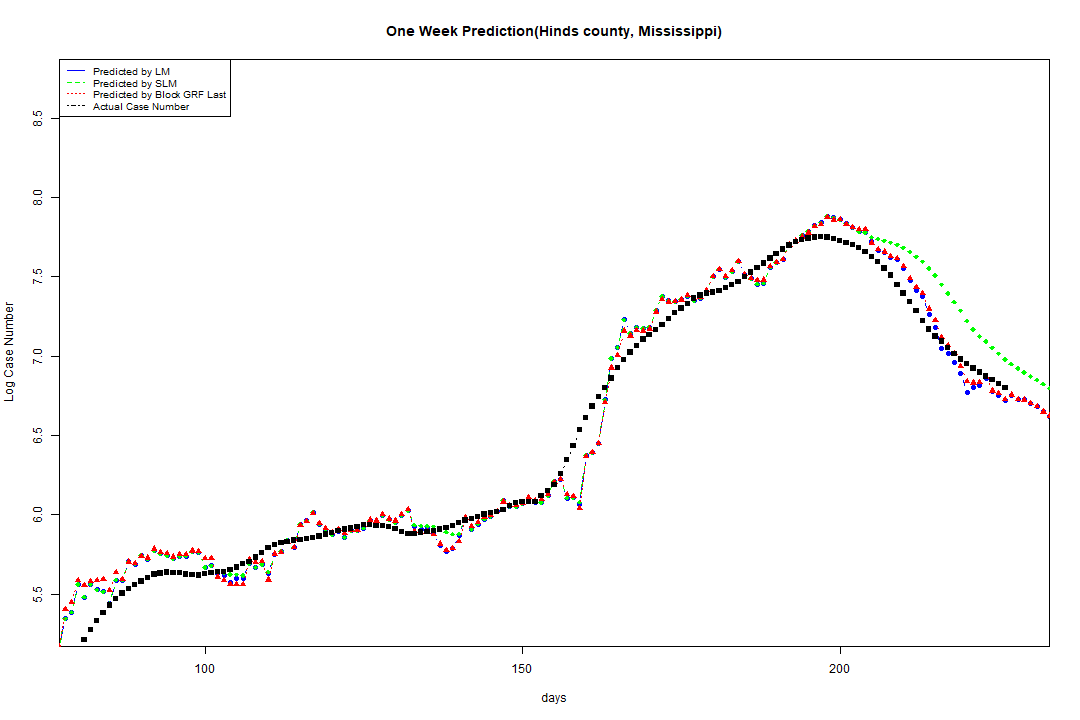 One Week Prediction(Hinds county, Mississippi)
Predicted by LM
Predicted by SLM
Predicted by Block GRF Last
Actual Case Number
Log Case Number
8.5
8.0
7.5
7.0
6.5
6.0
5.5
100
150
200
days